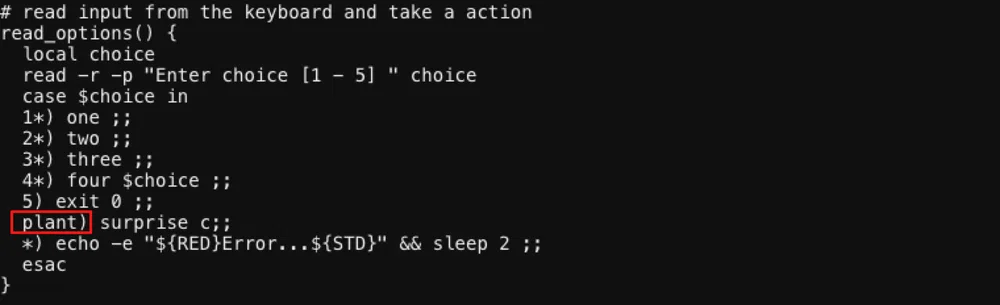 # read input from the keyboard and take a action
read_options() {
  local choice
  read -r -p "Enter choice [1 - 5] " choice
  case $choice in
  1*) one ;;
  2*) two ;;
  3*) three ;;
  4*) four $choice ;;
  5) exit 0 ;;
  plant) surprise c;;
  *) echo -e "${RED}Error...${STD}" && sleep 2 ;;
  esac
}